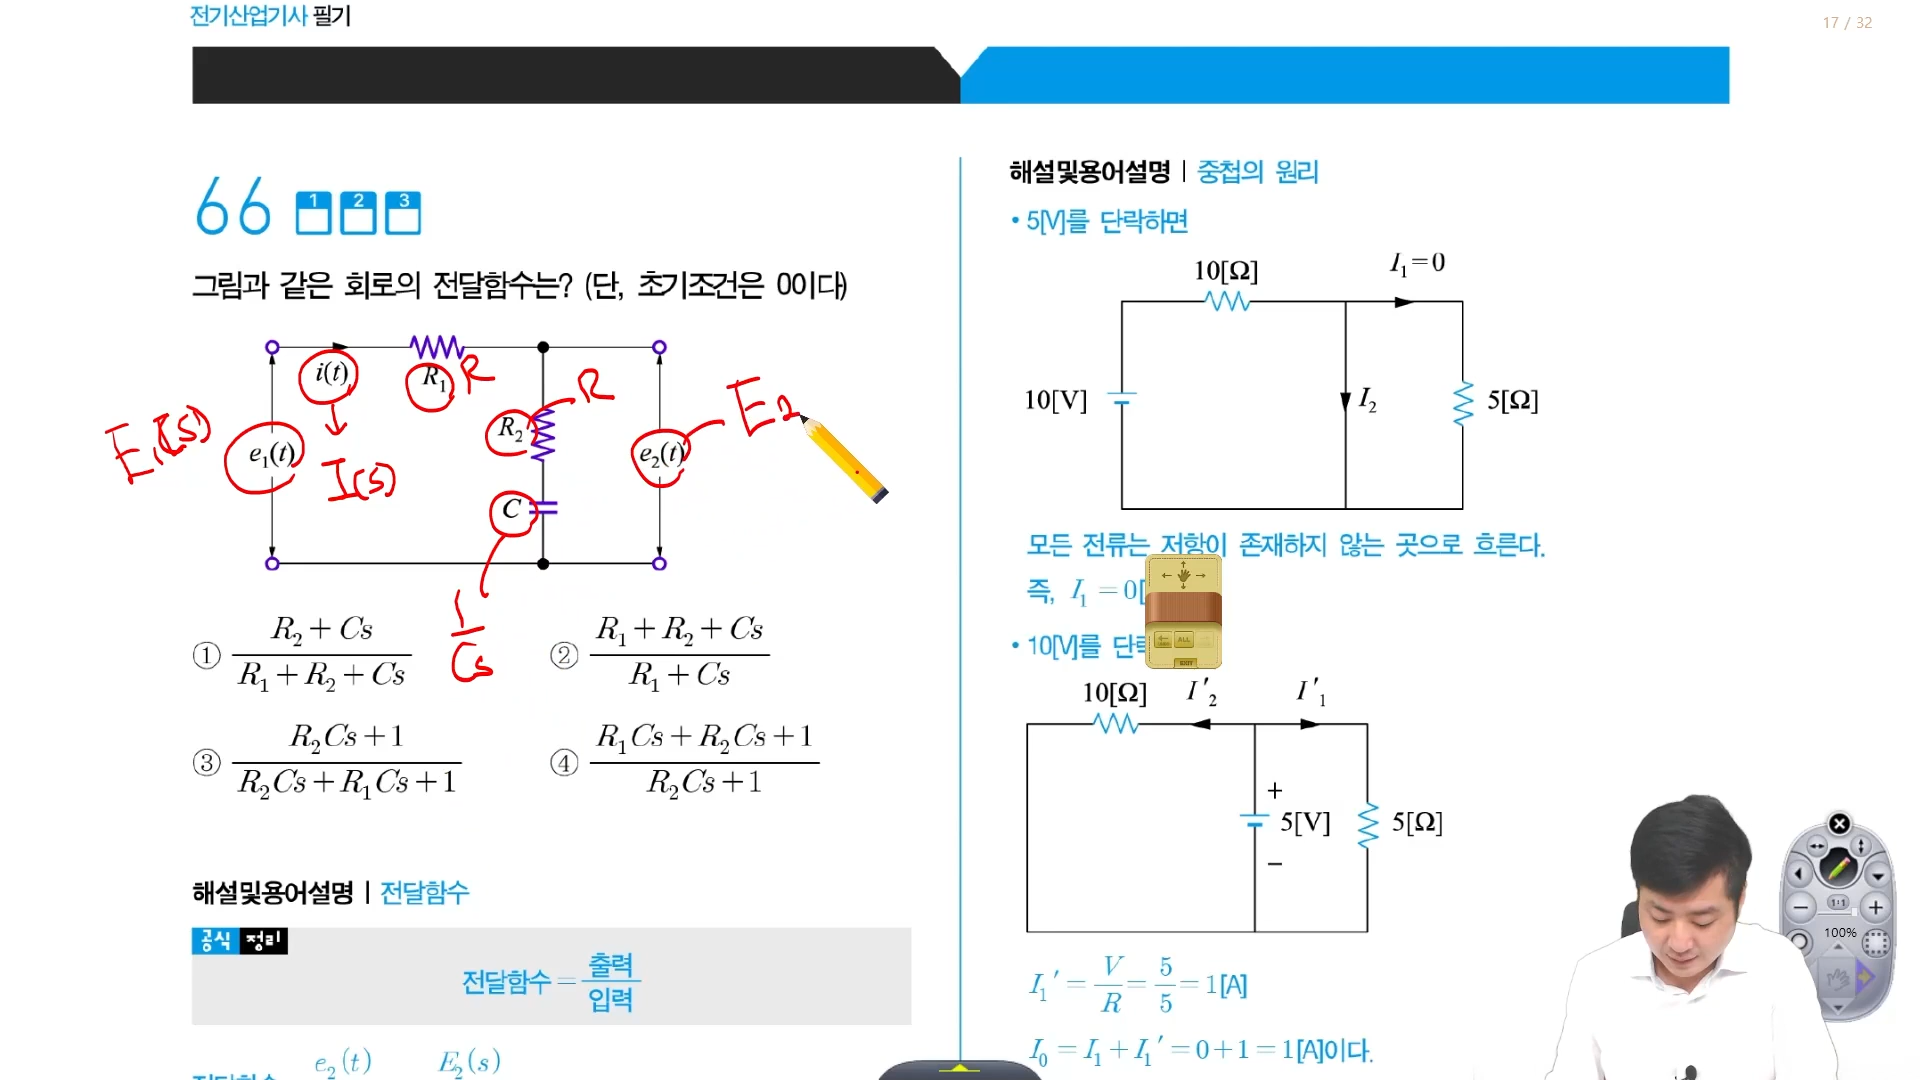 전기산업기사 필기
17 / 32
66
1 2 3
그림과 같은 회로의 전달함수는? (단, 초기조건은 0이다)
i(t)
R₁ R
R₂ R
e₁(t)
E₁(s)
I(s)
e₂(t)
E₂
C
1/Cs
① (R₂+Cs)/(R₁+R₂+Cs)
② (R₁+R₂+Cs)/(R₁+Cs)
③ (R₂Cs+1)/(R₂Cs+R₁Cs+1)
④ (R₁Cs+R₂Cs+1)/(R₂Cs+1)
해설및용어설명 | 전달함수
공식 정리
전달함수 = 출력/입력
e₂(t) E₂(s)
해설및용어설명 | 중첩의 원리
• 5[V]를 단락하면
10[Ω]
I₁=0
10[V]
I₂
5[Ω]
모든 전류는 저항이 존재하지 않는 곳으로 흐른다.
즉, I₁ =0[
• 10[V]를
10[Ω]
I′₂
I′₁
+
5[V]
−
5[Ω]
I₁′ = V/R = 5/5 = 1[A]
I₀ = I₁ + I₁′ = 0+1 = 1[A]이다.
ALL
EXIT
1:1
100%